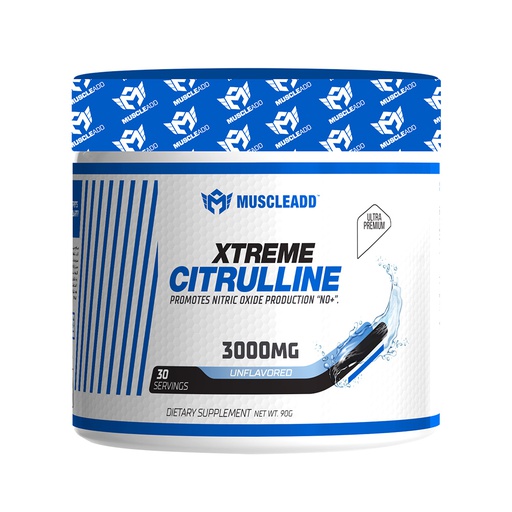 MUSCLEADD
MUSCLEADD™
ULTRA
PREMIUM
XTREME
CITRULLINE
PROMOTES NITRIC OXIDE PRODUCTION "NO+".
3000MG
UNFLAVORED
30
SERVINGS
DIETARY SUPPLEMENT NET WT. 90G